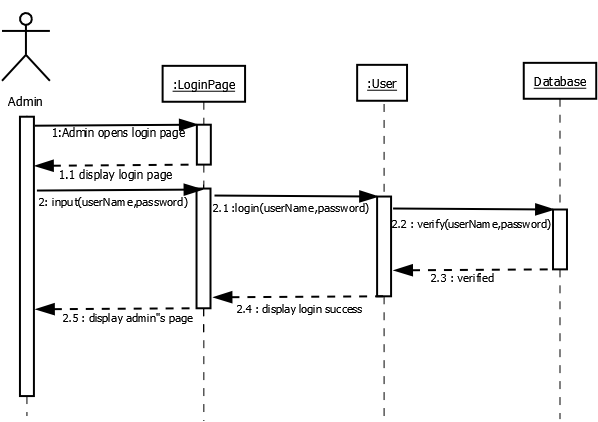 :LoginPage
:User
Database
Admin
1:Admin opens login page
1.1 display login page
2: input(userName,password)
2.1 :login(userName,password)
2.2 : verify(userName,password)
2.3 : verified
2.4 : display login success
2.5 : display admin"s page